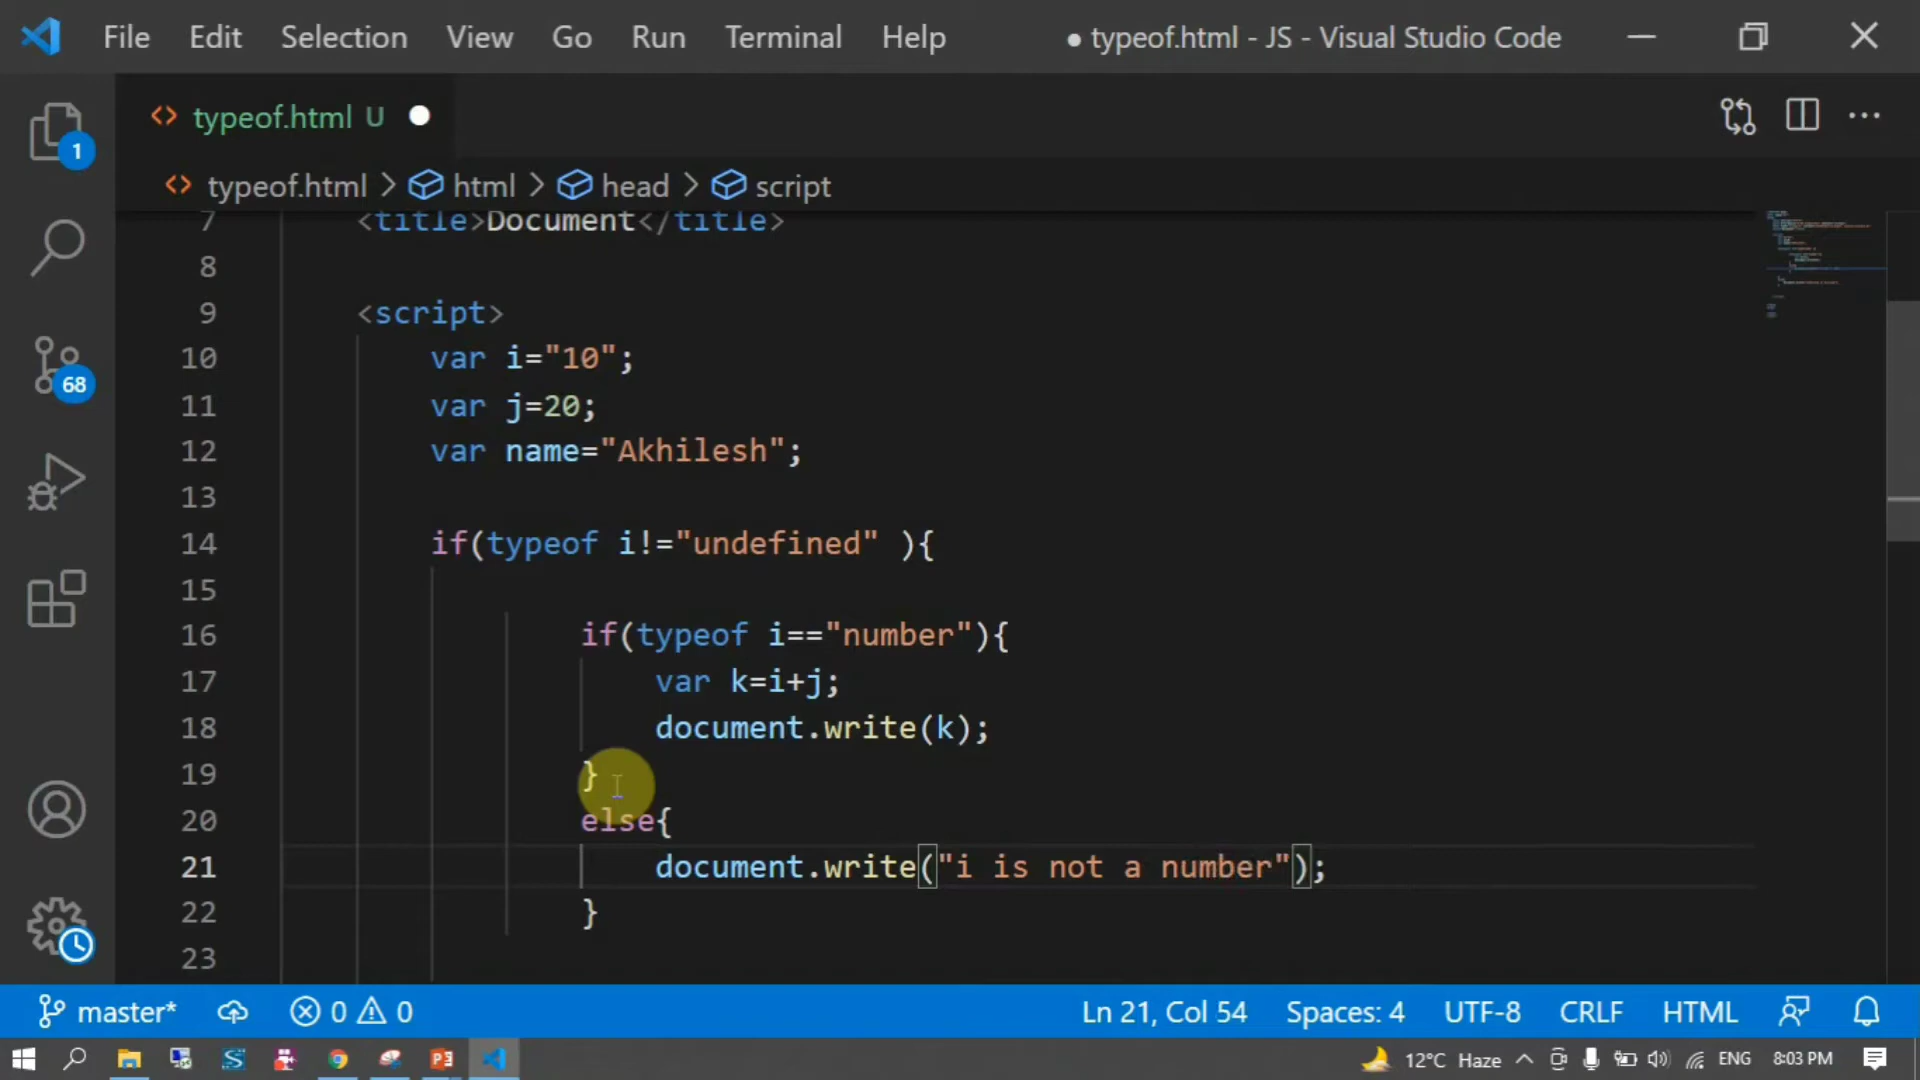 File Edit Selection View Go Run Terminal Help ● typeof.html - JS - Visual Studio Code
<> typeof.html U ●
1
<> typeof.html > html > head > script
7 <title>Document</title>
8
9 <script>
10 var i="10";
11 var j=20;
12 var name="Akhilesh";
13
14 if(typeof i!="undefined" ){
15
16 if(typeof i=="number"){
17 var k=i+j;
18 document.write(k);
19 }
20 else{
21 document.write("i is not a number");
22 }
23
68
master* 0 0 Ln 21, Col 54 Spaces: 4 UTF-8 CRLF HTML
12°C Haze ENG 8:03 PM